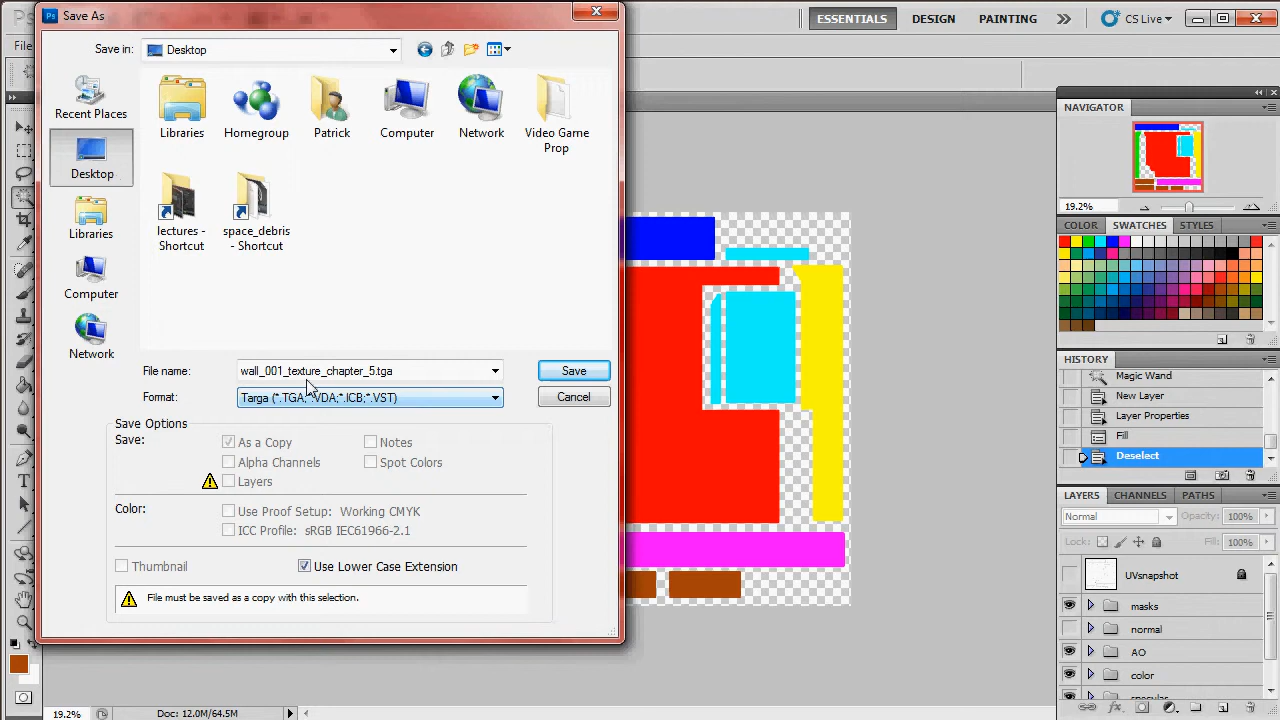 Save As
ESSENTIALS
DESIGN
PAINTING
CS Live
File
Save in:
Desktop
Recent Places
Desktop
Libraries
Computer
Network
Libraries
Homegroup
Patrick
Computer
Network
Video Game
Prop
lectures -
Shortcut
space_debris
- Shortcut
File name:
wall_001_texture_chapter_5.tga
Save
Format:
Targa (*.TGA;*.VDA;*.ICB;*.VST)
Cancel
Save Options
Save:
As a Copy
Notes
Alpha Channels
Spot Colors
Layers
Color:
Use Proof Setup: Working CMYK
ICC Profile: sRGB IEC61966-2.1
Thumbnail
Use Lower Case Extension
File must be saved as a copy with this selection.
NAVIGATOR
19.2%
COLOR
SWATCHES
STYLES
HISTORY
Magic Wand
New Layer
Layer Properties
Fill
Deselect
LAYERS
CHANNELS
PATHS
Normal
Opacity:
100%
Lock:
Fill:
100%
UVsnapshot
masks
normal
AO
color
specular
19.2%
Doc: 12.0M/64.5M